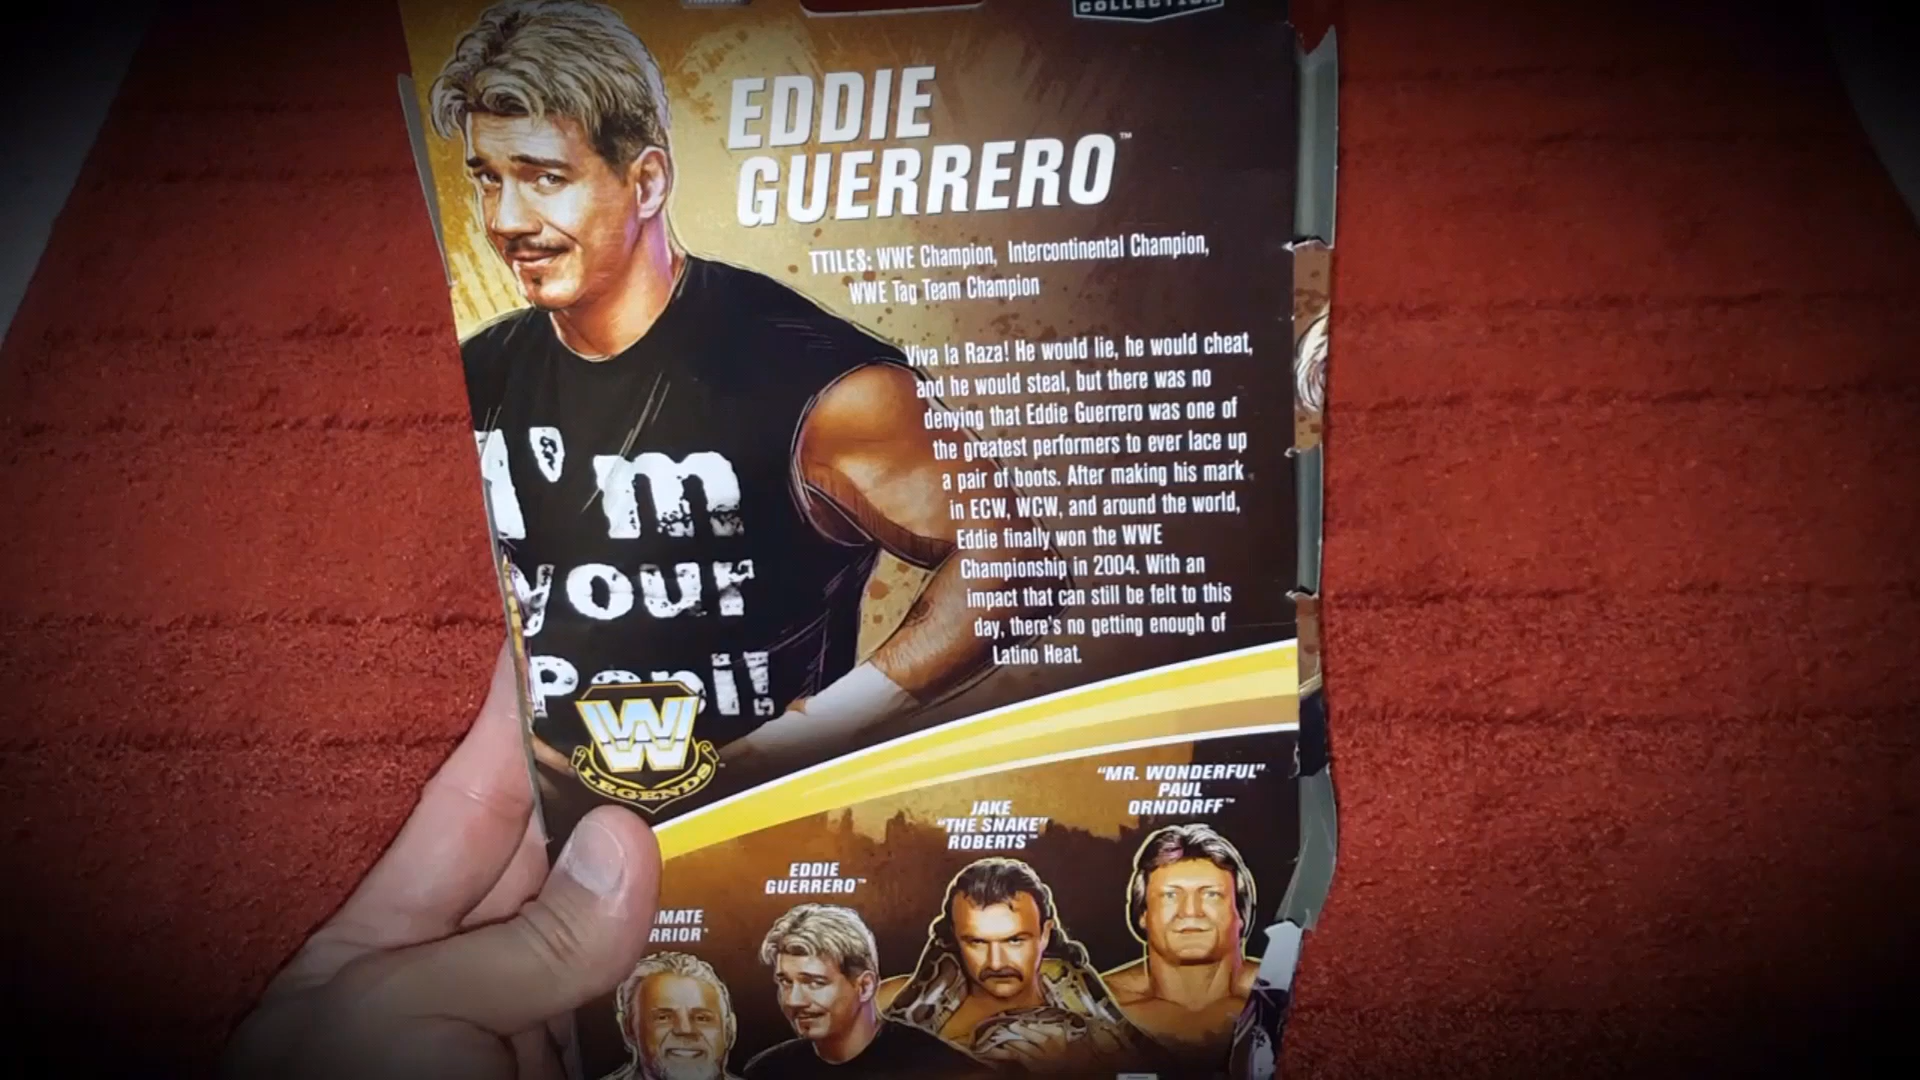 COLLECTION
EDDIE
GUERRERO™
TTILES: WWE Champion, Intercontinental Champion,
WWE Tag Team Champion
Viva la Raza! He would lie, he would cheat,
and he would steal, but there was no
denying that Eddie Guerrero was one of
the greatest performers to ever lace up
a pair of boots. After making his mark
in ECW, WCW, and around the world,
Eddie finally won the WWE
Championship in 2004. With an
impact that can still be felt to this
day, there's no getting enough of
Latino Heat.
I'm
your
Papi!
W
LEGENDS™
"MR. WONDERFUL"
PAUL
ORNDORFF™
JAKE
"THE SNAKE"
ROBERTS™
EDDIE
GUERRERO™
IMATE
RRIOR